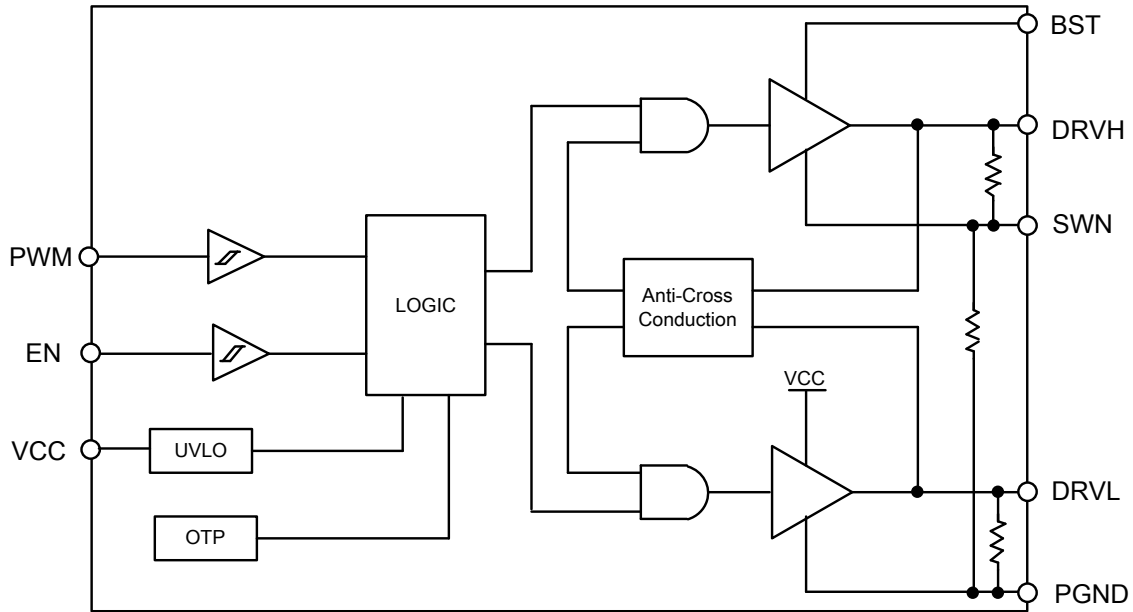 BST
DRVH
SWN
PWM
LOGIC
Anti-Cross
Conduction
EN
VCC
VCC
UVLO
DRVL
OTP
PGND